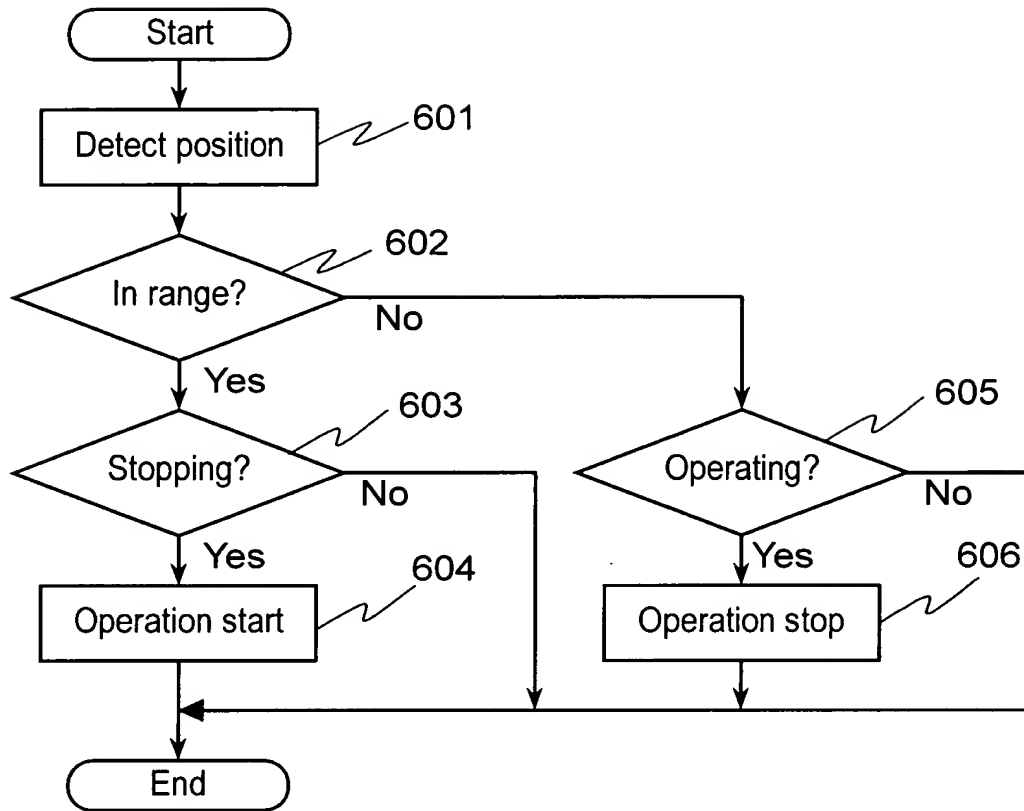 Start
Detect position
601
In range?
602
No
Yes
Stopping?
603
No
Yes
Operation start
604
Operating?
605
No
Yes
Operation stop
606
End